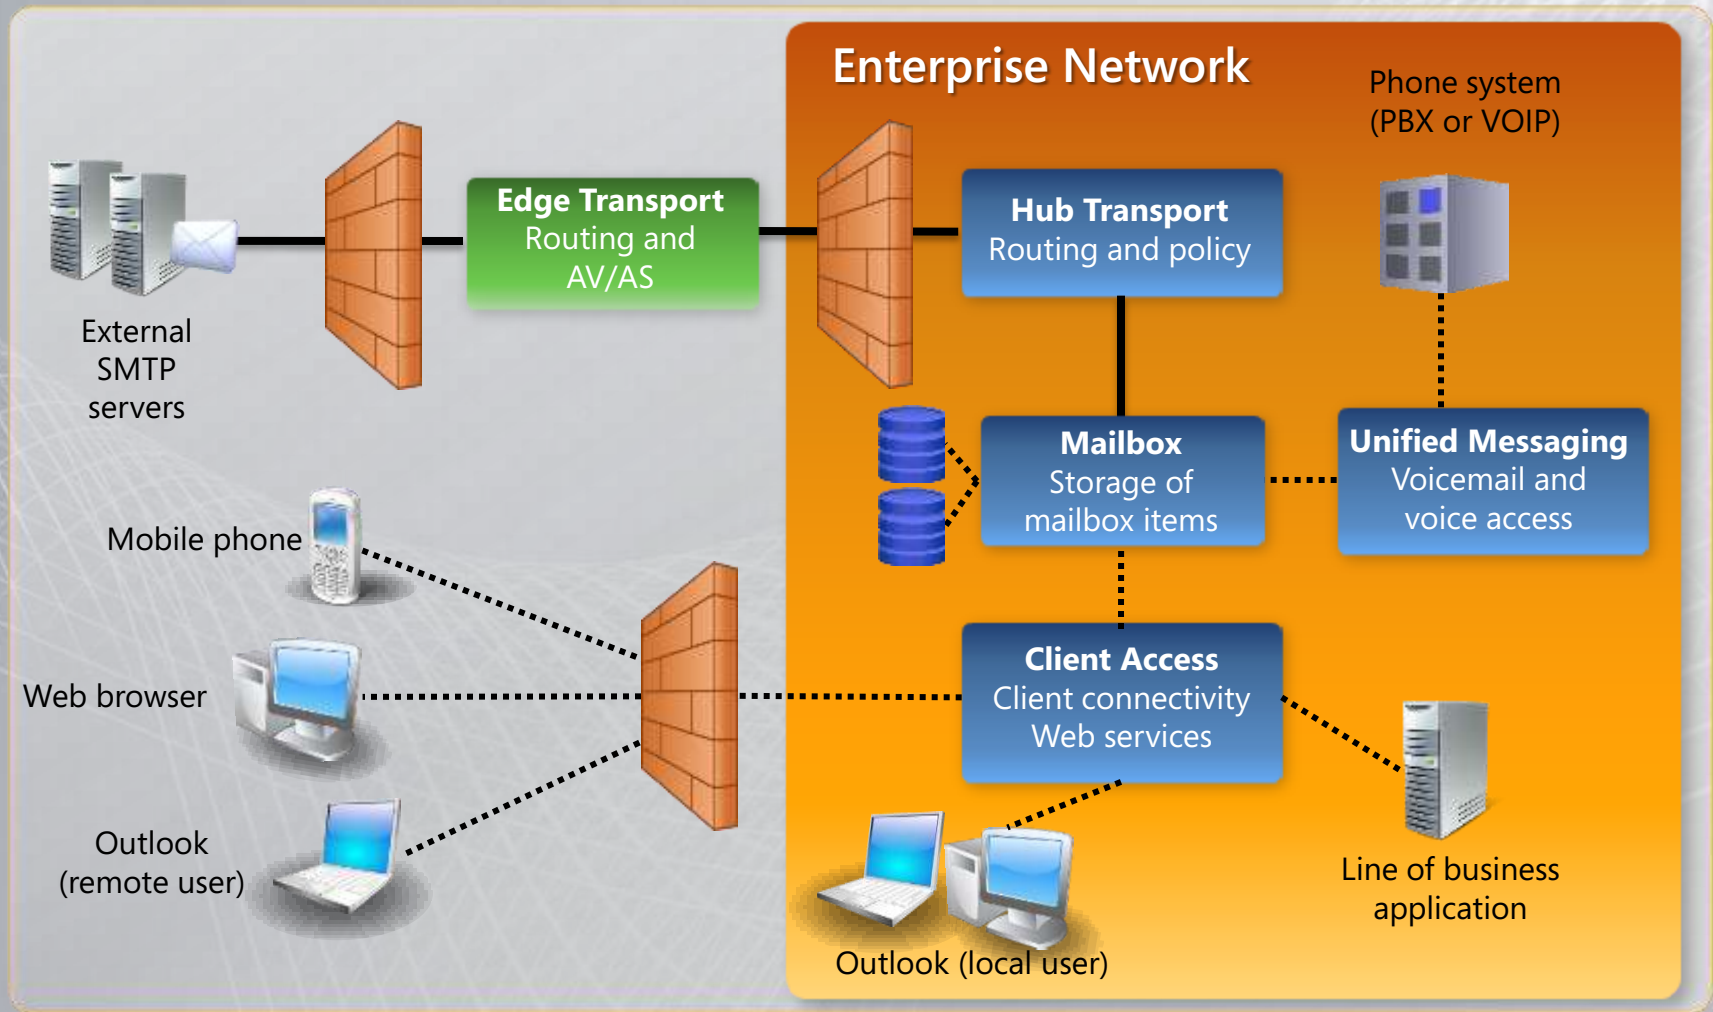 Enterprise Network
Phone system
(PBX or VOIP)
Edge Transport
Routing and
AV/AS
Hub Transport
Routing and policy
External
SMTP
servers
Mailbox
Storage of
mailbox items
Unified Messaging
Voicemail and
voice access
Mobile phone
Web browser
Client Access
Client connectivity
Web services
Outlook
(remote user)
Line of business
application
Outlook (local user)